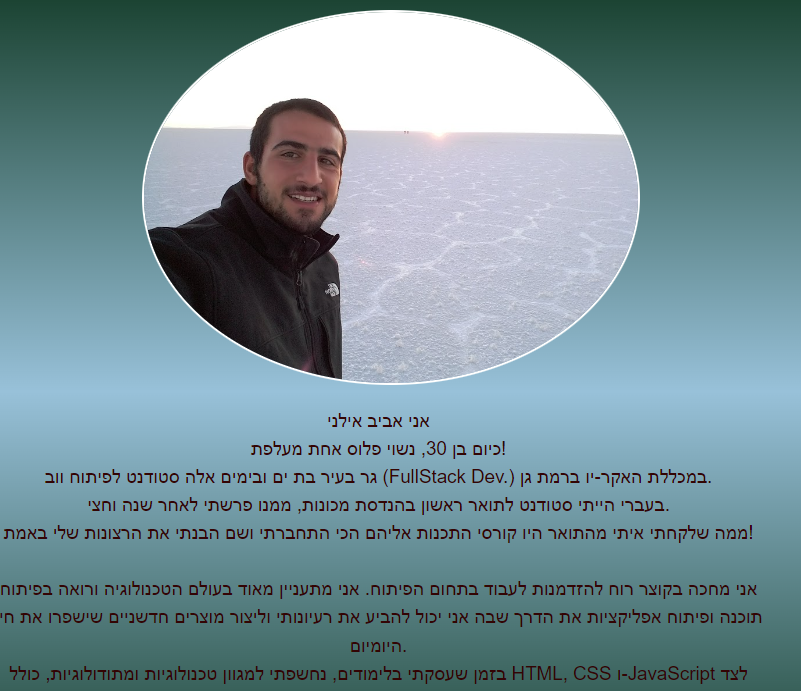 אני אביב אילני
כיום בן 30, נשוי פלוס אחת מעלפת!
גר בעיר בת ים ובימים אלה סטודנט לפיתוח ווב (FullStack Dev.) במכללת האקר-יו ברמת גן.
בעברי הייתי סטודנט לתואר ראשון בהנדסת מכונות, ממנו פרשתי לאחר שנה וחצי.
ממה שלקחתי איתי מהתואר היו קורסי התכנות אליהם הכי התחברתי ושם הבנתי את הרצונות שלי באמת!
אני מחכה בקוצר רוח להזדמנות לעבוד בתחום הפיתוח. אני מתעניין מאוד בעולם הטכנולוגיה ורואה בפיתוח
תוכנה ופיתוח אפליקציות את הדרך שבה אני יכול להביע את רעיונותי וליצור מוצרים חדשניים שישפרו את
היומיום.
בזמן שעסקתי בלימודים, נחשפתי למגוון טכנולוגיות ומתודולוגיות, כולל HTML, CSS ו-JavaScript לצד